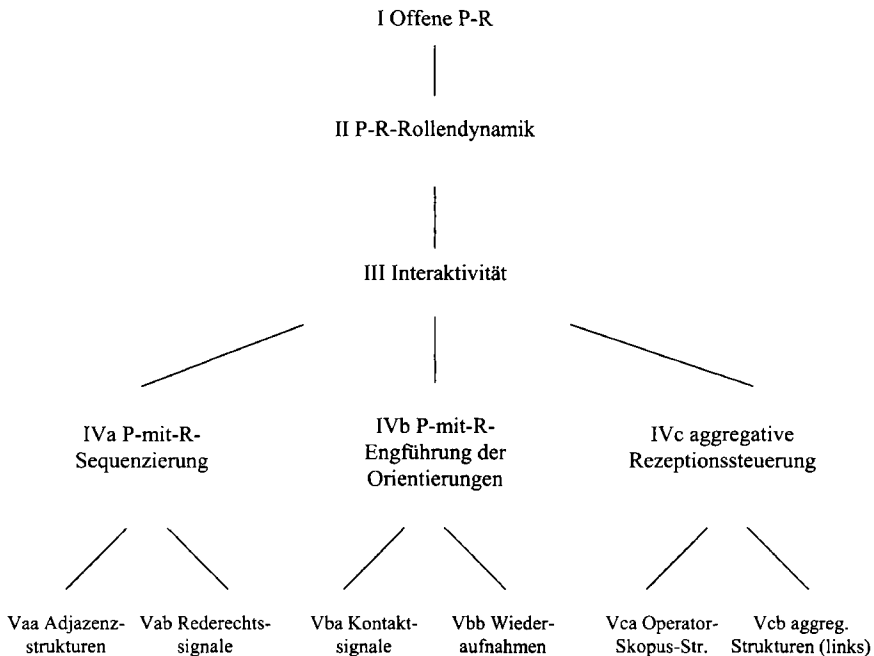 I Offene P-R
II P-R-Rollendynamik
III Interaktivität
IVa P-mit-R-
Sequenzierung
IVb P-mit-R-
Engführung der
Orientierungen
IVc aggregative
Rezeptionssteuerung
Vaa Adjazenz-
strukturen
Vab Rederechts-
signale
Vba Kontakt-
signale
Vbb Wieder-
aufnahmen
Vca Operator-
Skopus-Str.
Vcb aggreg.
Strukturen (links)